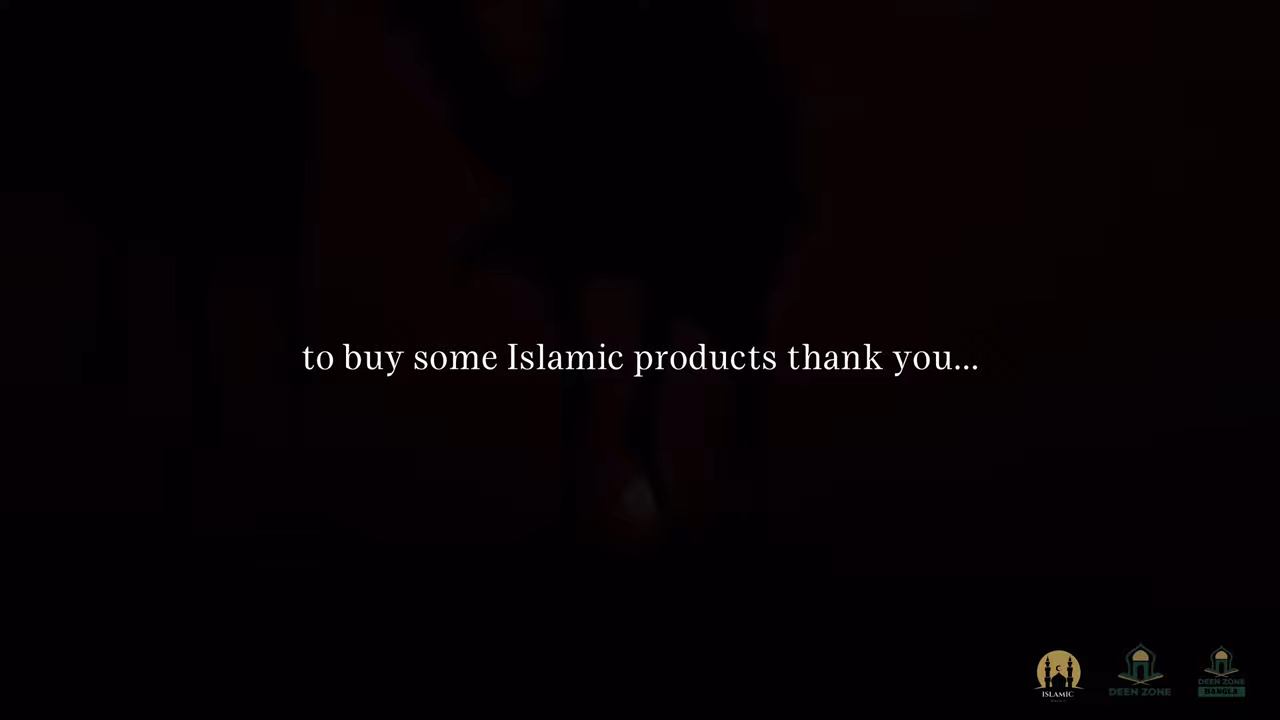 to buy some Islamic products thank you...
ISLAMIC
DEEN ZONE
DEEN ZONE
BANGLA